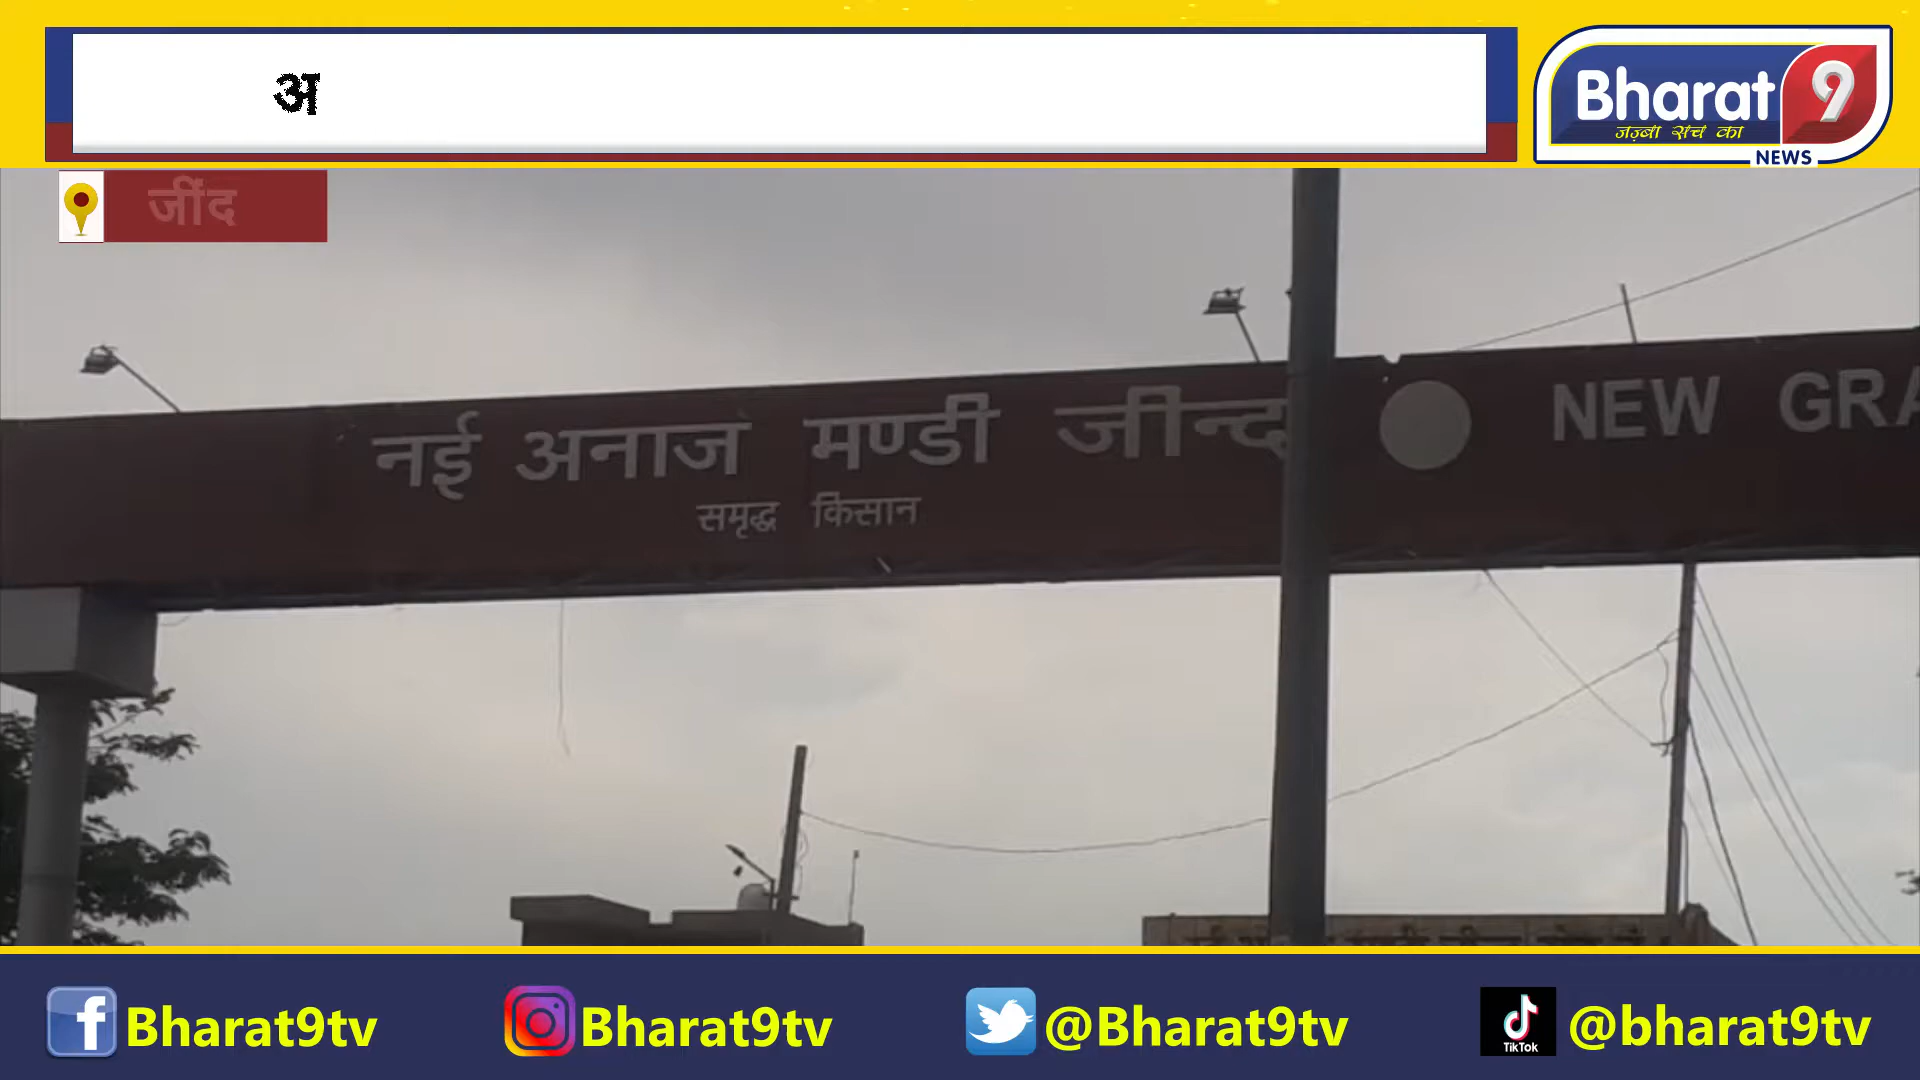 अ
Bharat 9
जज़्बा सच का
NEWS
जींद
नई अनाज मण्डी जीन्द
NEW GRA
समृद्ध किसान
Bharat9tv
Bharat9tv
@Bharat9tv
TikTok
@bharat9tv